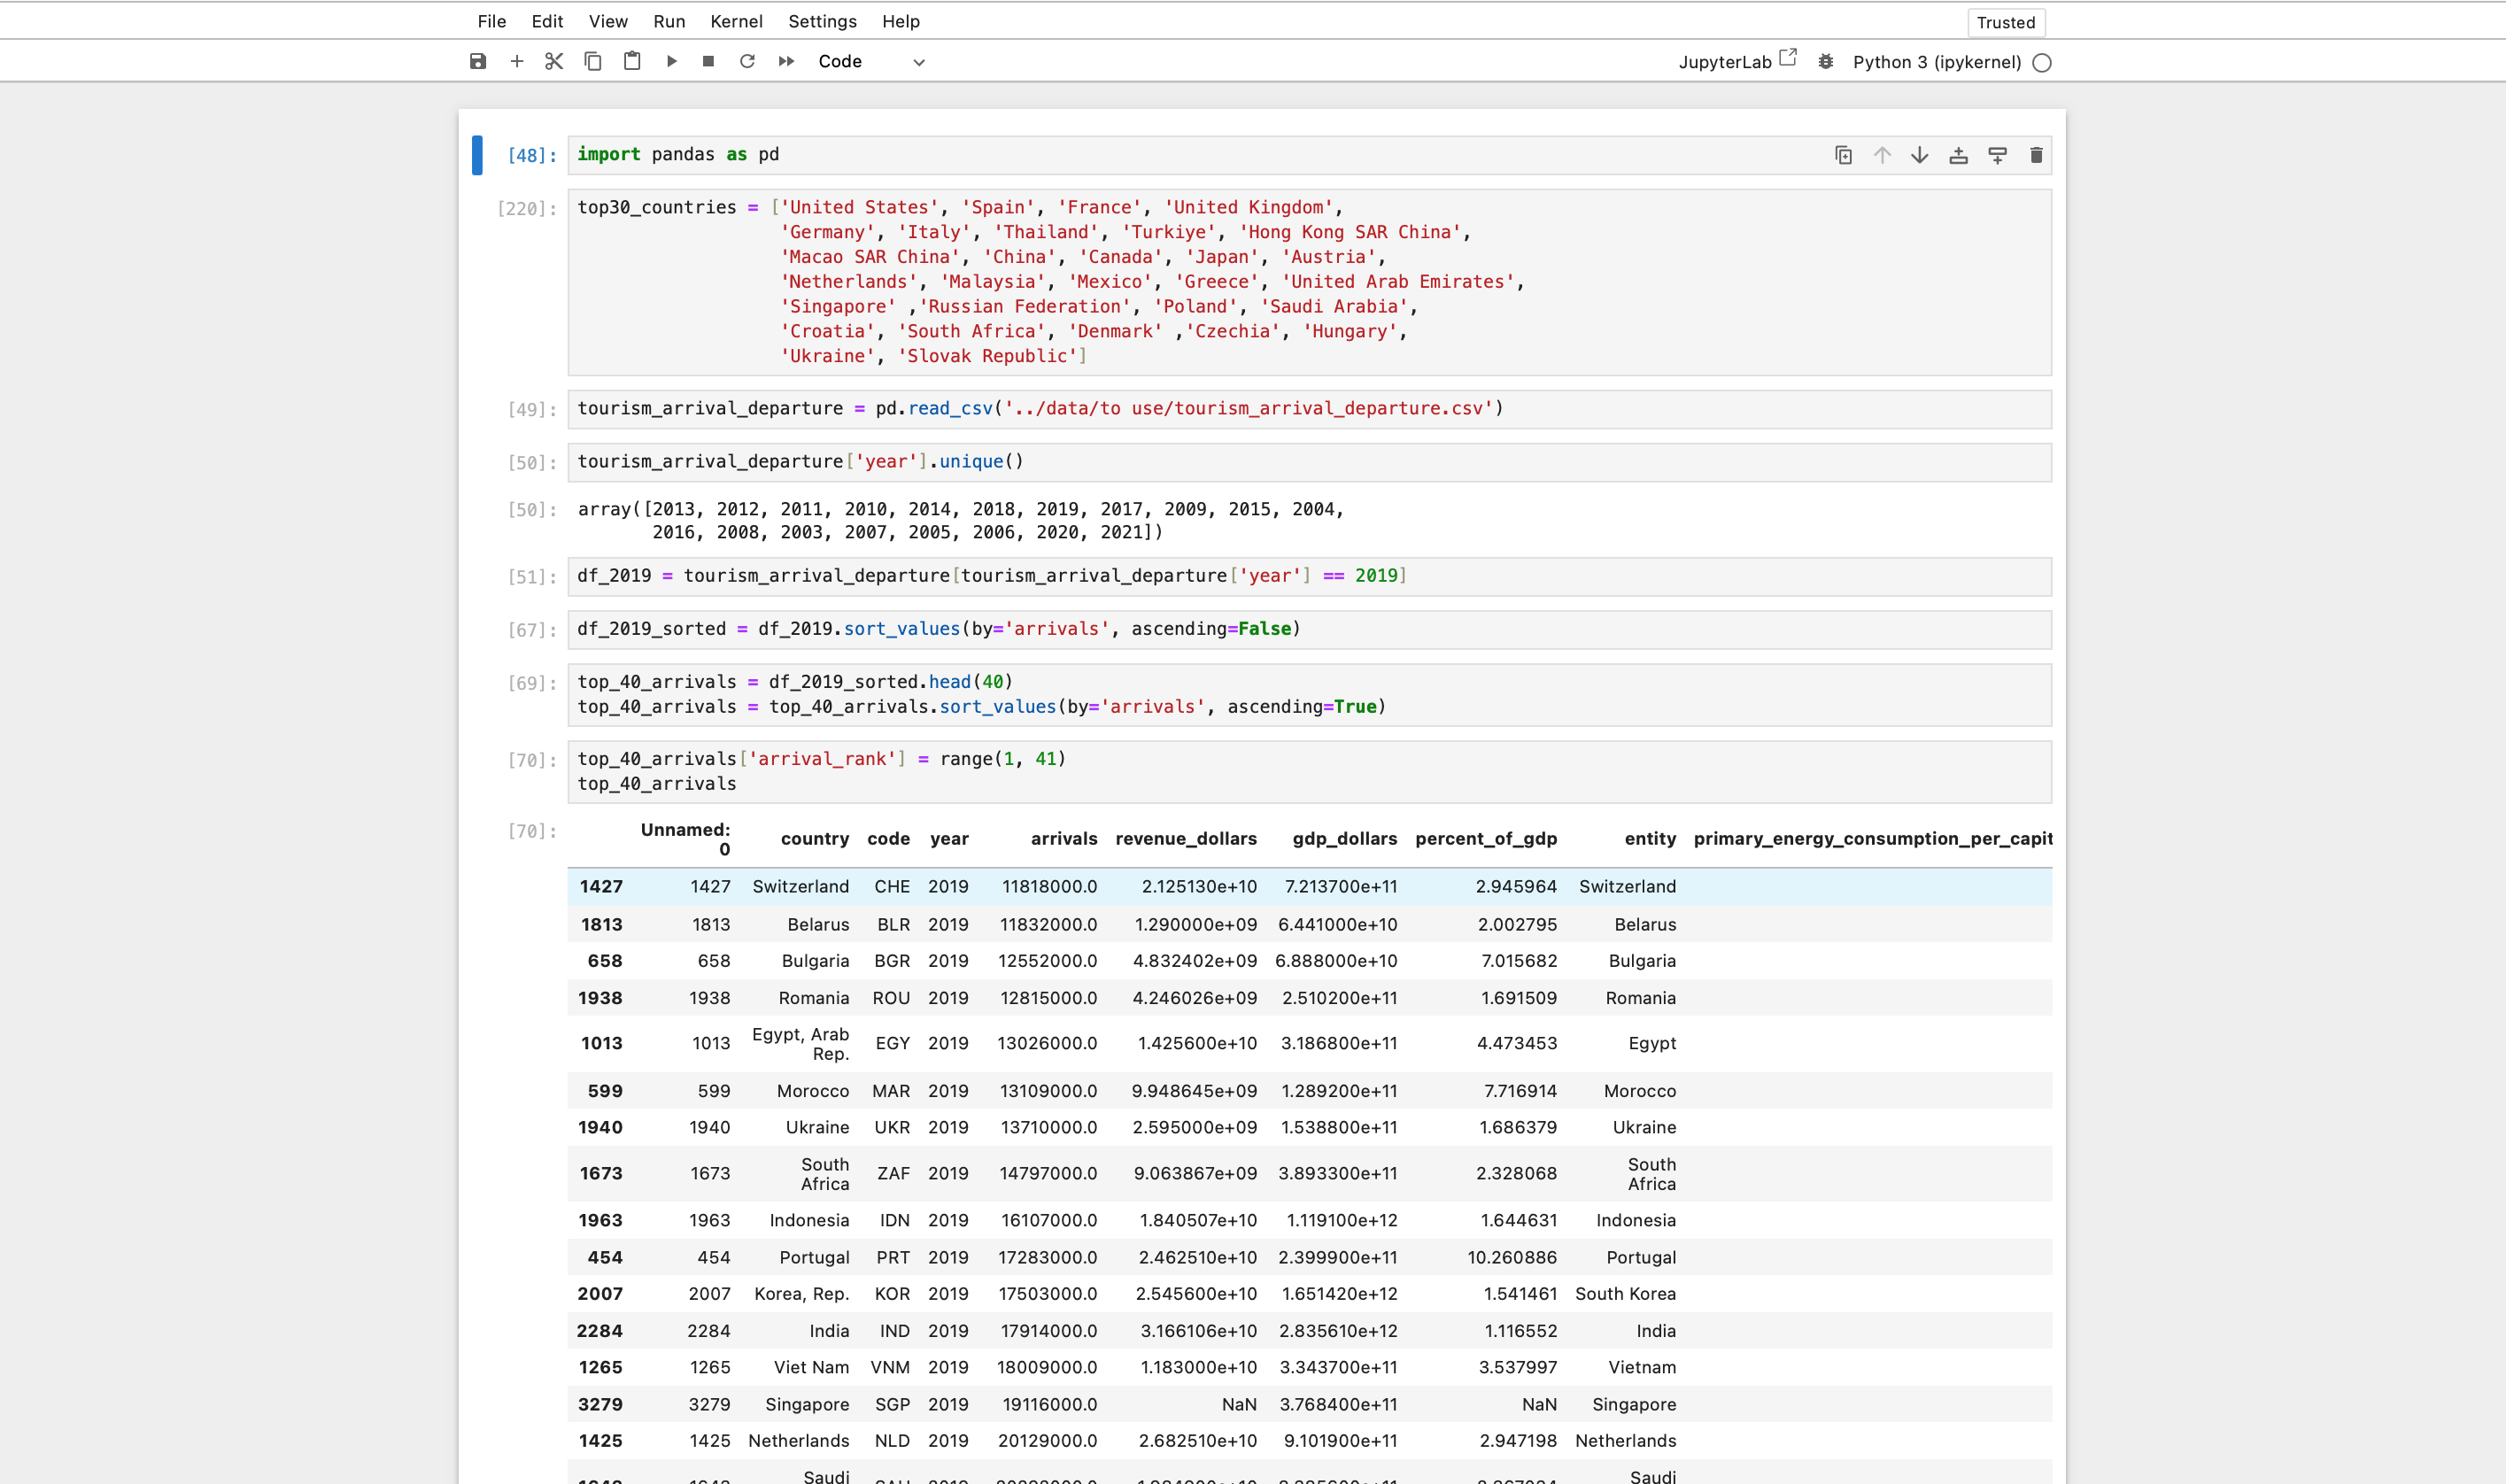 File Edit View Run Kernel Settings Help Trusted
Code JupyterLab Python 3 (ipykernel)
[48]: import pandas as pd
[220]: top30_countries = ['United States', 'Spain', 'France', 'United Kingdom',
'Germany', 'Italy', 'Thailand', 'Turkiye', 'Hong Kong SAR China',
'Macao SAR China', 'China', 'Canada', 'Japan', 'Austria',
'Netherlands', 'Malaysia', 'Mexico', 'Greece', 'United Arab Emirates',
'Singapore' ,'Russian Federation', 'Poland', 'Saudi Arabia',
'Croatia', 'South Africa', 'Denmark' ,'Czechia', 'Hungary',
'Ukraine', 'Slovak Republic']
[49]: tourism_arrival_departure = pd.read_csv('../data/to use/tourism_arrival_departure.csv')
[50]: tourism_arrival_departure['year'].unique()
[50]: array([2013, 2012, 2011, 2010, 2014, 2018, 2019, 2017, 2009, 2015, 2004,
2016, 2008, 2003, 2007, 2005, 2006, 2020, 2021])
[51]: df_2019 = tourism_arrival_departure[tourism_arrival_departure['year'] == 2019]
[67]: df_2019_sorted = df_2019.sort_values(by='arrivals', ascending=False)
[69]: top_40_arrivals = df_2019_sorted.head(40)
top_40_arrivals = top_40_arrivals.sort_values(by='arrivals', ascending=True)
[70]: top_40_arrivals['arrival_rank'] = range(1, 41)
top_40_arrivals
[70]: Unnamed: 0 country code year arrivals revenue_dollars gdp_dollars percent_of_gdp entity primary_energy_consumption_per_capit
1427 1427 Switzerland CHE 2019 11818000.0 2.125130e+10 7.213700e+11 2.945964 Switzerland
1813 1813 Belarus BLR 2019 11832000.0 1.290000e+09 6.441000e+10 2.002795 Belarus
658 658 Bulgaria BGR 2019 12552000.0 4.832402e+09 6.888000e+10 7.015682 Bulgaria
1938 1938 Romania ROU 2019 12815000.0 4.246026e+09 2.510200e+11 1.691509 Romania
1013 1013 Egypt, Arab Rep. EGY 2019 13026000.0 1.425600e+10 3.186800e+11 4.473453 Egypt
599 599 Morocco MAR 2019 13109000.0 9.948645e+09 1.289200e+11 7.716914 Morocco
1940 1940 Ukraine UKR 2019 13710000.0 2.595000e+09 1.538800e+11 1.686379 Ukraine
1673 1673 South Africa ZAF 2019 14797000.0 9.063867e+09 3.893300e+11 2.328068 South Africa
1963 1963 Indonesia IDN 2019 16107000.0 1.840507e+10 1.119100e+12 1.644631 Indonesia
454 454 Portugal PRT 2019 17283000.0 2.462510e+10 2.399900e+11 10.260886 Portugal
2007 2007 Korea, Rep. KOR 2019 17503000.0 2.545600e+10 1.651420e+12 1.541461 South Korea
2284 2284 India IND 2019 17914000.0 3.166106e+10 2.835610e+12 1.116552 India
1265 1265 Viet Nam VNM 2019 18009000.0 1.183000e+10 3.343700e+11 3.537997 Vietnam
3279 3279 Singapore SGP 2019 19116000.0 NaN 3.768400e+11 NaN Singapore
1425 1425 Netherlands NLD 2019 20129000.0 2.682510e+10 9.101900e+11 2.947198 Netherlands
Saudi Saudi